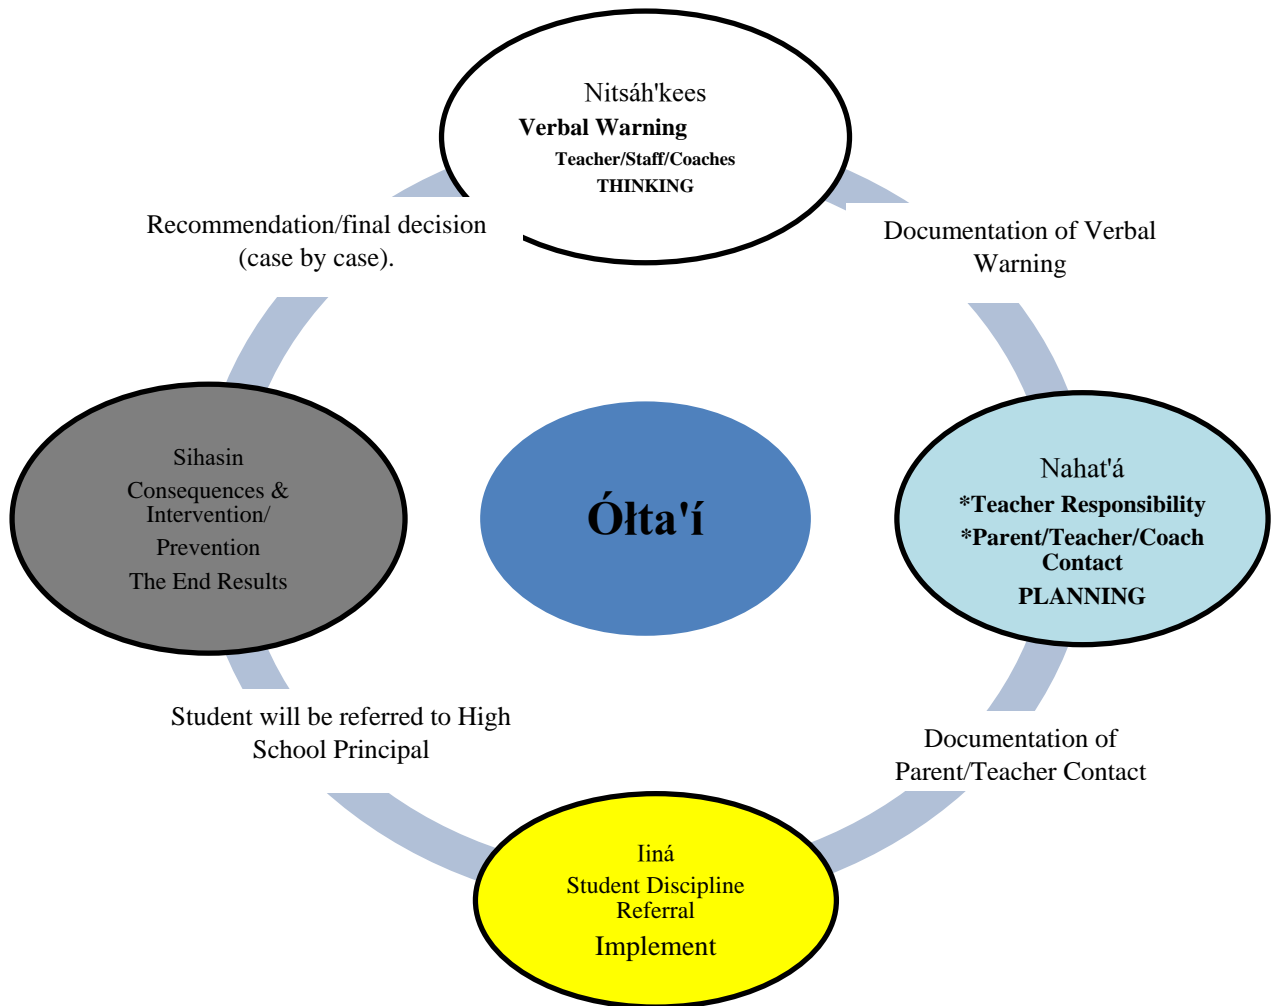 Nitsáh'kees
Verbal Warning
Teacher/Staff/Coaches
THINKING
Documentation of Verbal
Warning
Nahat'á
*Teacher Responsibility
*Parent/Teacher/Coach
Contact
PLANNING
Documentation of
Parent/Teacher Contact
Iiná
Student Discipline
Referral
Implement
Student will be referred to High
School Principal
Sihasin
Consequences &
Intervention/
Prevention
The End Results
Recommendation/final decision
(case by case).
Ółta'í